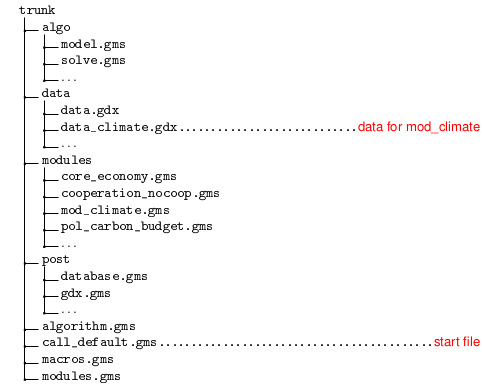 trunk
algo
model.gms
solve.gms
...
data
data.gdx
data_climate.gdx..........................data for mod_climate
...
modules
core_economy.gms
cooperation_nocoop.gms
mod_climate.gms
pol_carbon_budget.gms
...
post
database.gms
gdx.gms
...
algorithm.gms
call_default.gms........................................start file
macros.gms
modules.gms